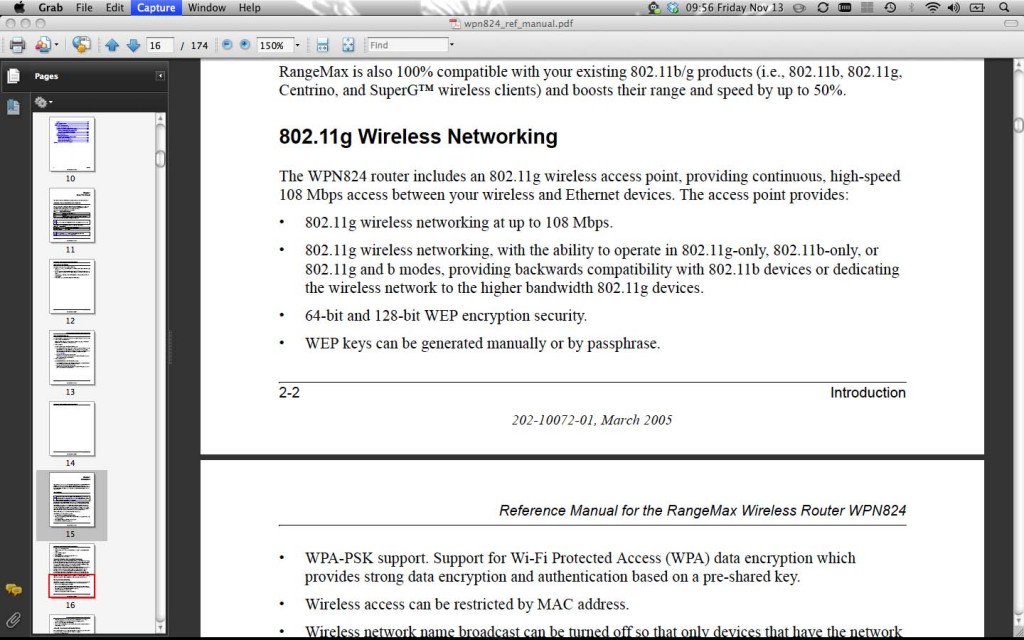 Grab File Edit Capture Window Help 09:56 Friday Nov 13
wpn824_ref_manual.pdf
16 / 174 150% Find
Pages
10
11
12
13
14
15
16
RangeMax is also 100% compatible with your existing 802.11b/g products (i.e., 802.11b, 802.11g,
Centrino, and SuperG™ wireless clients) and boosts their range and speed by up to 50%.
802.11g Wireless Networking
The WPN824 router includes an 802.11g wireless access point, providing continuous, high-speed
108 Mbps access between your wireless and Ethernet devices. The access point provides:
• 802.11g wireless networking at up to 108 Mbps.
• 802.11g wireless networking, with the ability to operate in 802.11g-only, 802.11b-only, or
802.11g and b modes, providing backwards compatibility with 802.11b devices or dedicating
the wireless network to the higher bandwidth 802.11g devices.
• 64-bit and 128-bit WEP encryption security.
• WEP keys can be generated manually or by passphrase.
2-2 Introduction
202-10072-01, March 2005
Reference Manual for the RangeMax Wireless Router WPN824
• WPA-PSK support. Support for Wi-Fi Protected Access (WPA) data encryption which
provides strong data encryption and authentication based on a pre-shared key.
• Wireless access can be restricted by MAC address.
• Wireless network name broadcast can be turned off so that only devices that have the network